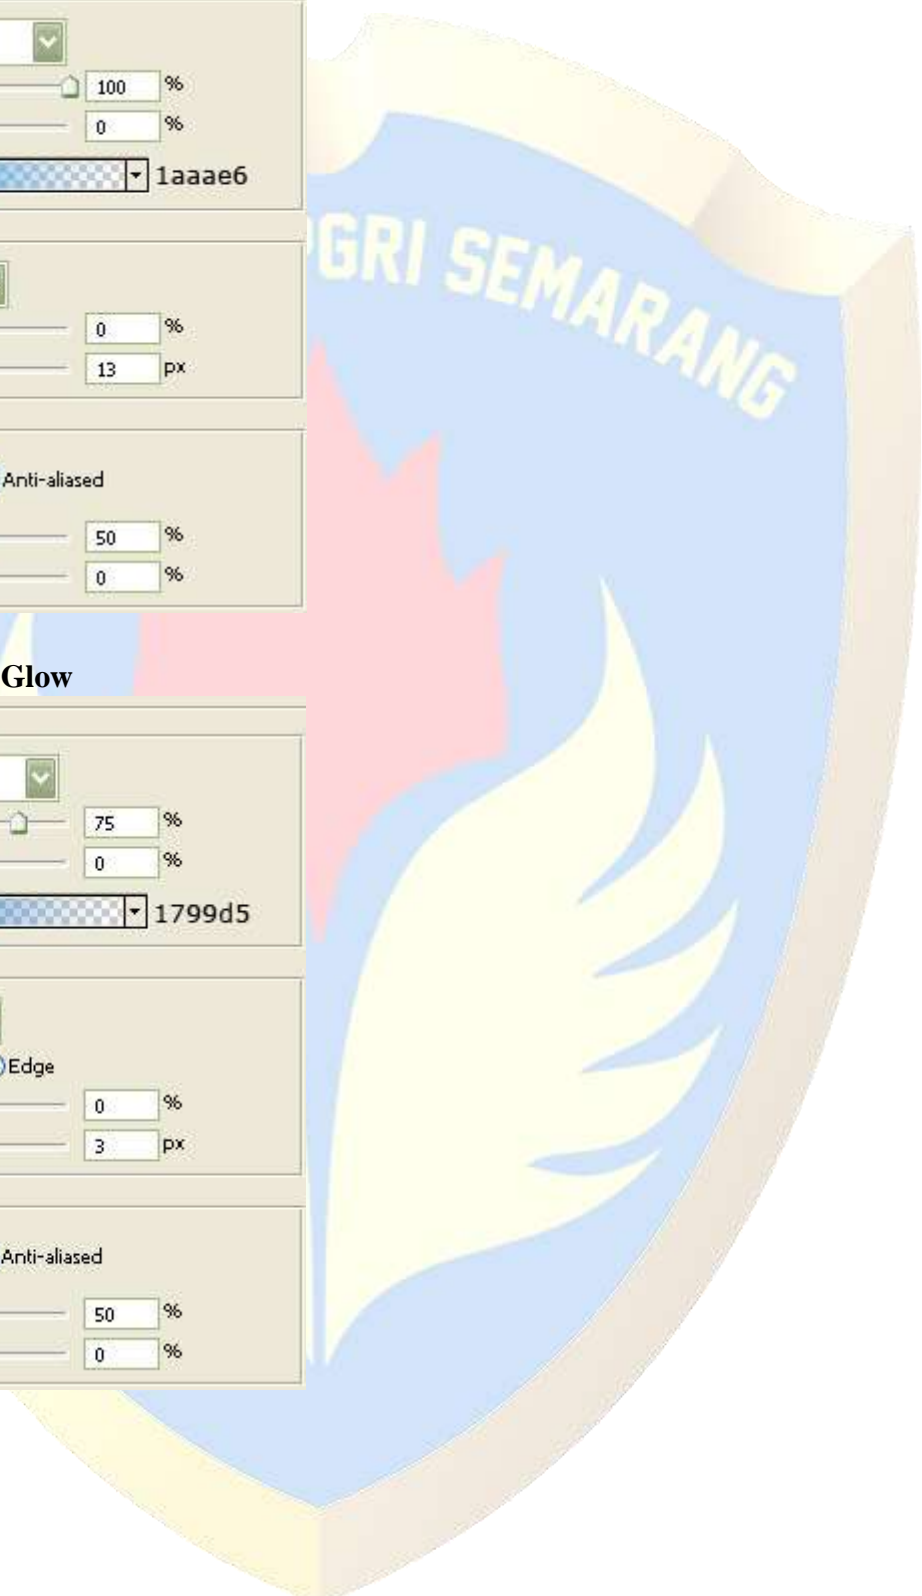 100 %
0 %
1aaae6
GRI SEMARANG
0 %
13 px
Anti-aliased
50 %
0 %
Glow
75 %
0 %
1799d5
Edge
0 %
3 px
Anti-aliased
50 %
0 %